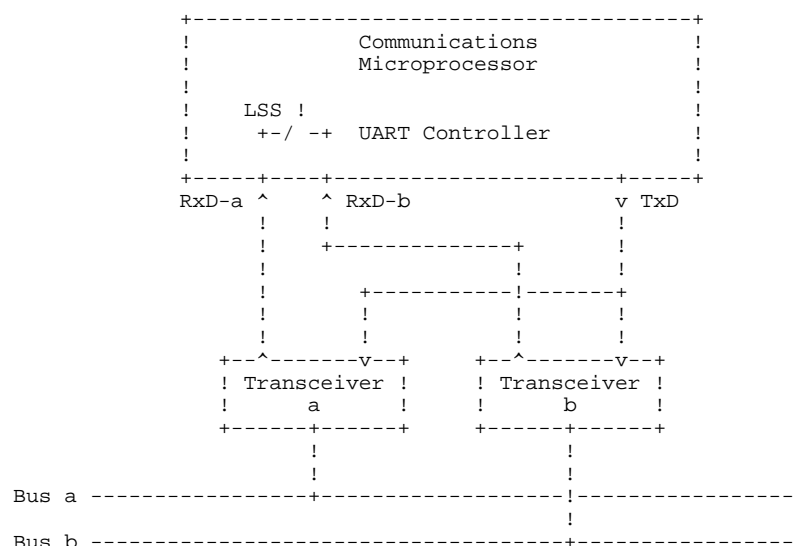 Communications
Microprocessor
LSS !
UART Controller
RxD-a ^ ^ RxD-b v TxD
Transceiver Transceiver
a b
Bus a
Bus b